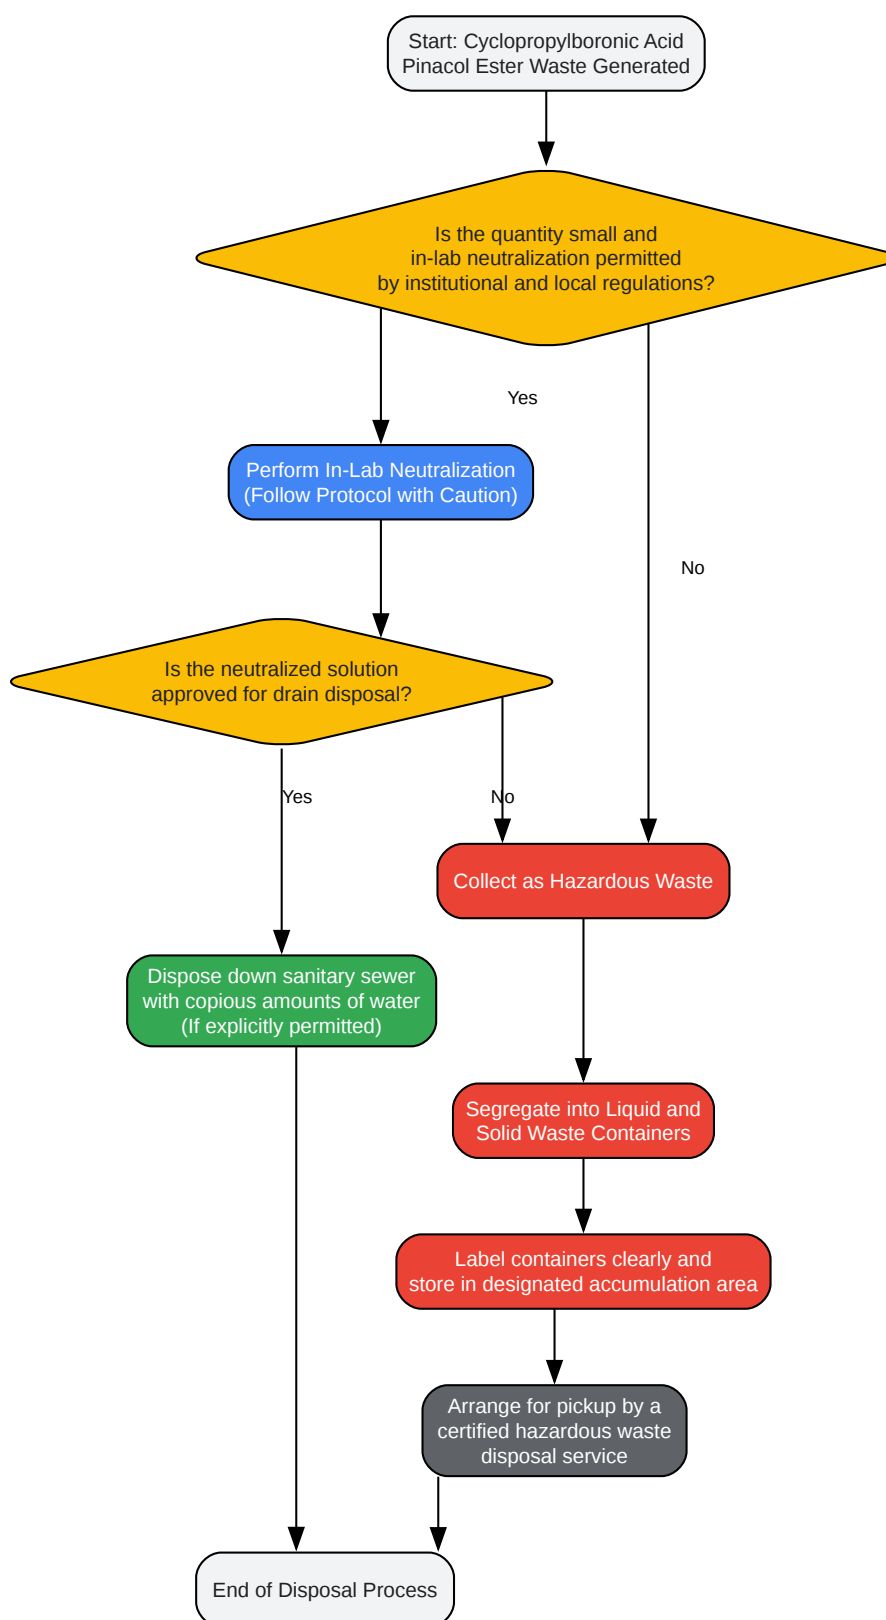 Start: Cyclopropylboronic Acid
Pinacol Ester Waste Generated
Is the quantity small and
in-lab neutralization permitted
by institutional and local regulations?
Yes
Perform In-Lab Neutralization
(Follow Protocol with Caution)
No
Is the neutralized solution
approved for drain disposal?
Yes
No
Collect as Hazardous Waste
Dispose down sanitary sewer
with copious amounts of water
(If explicitly permitted)
Segregate into Liquid and
Solid Waste Containers
Label containers clearly and
store in designated accumulation area
Arrange for pickup by a
certified hazardous waste
disposal service
End of Disposal Process